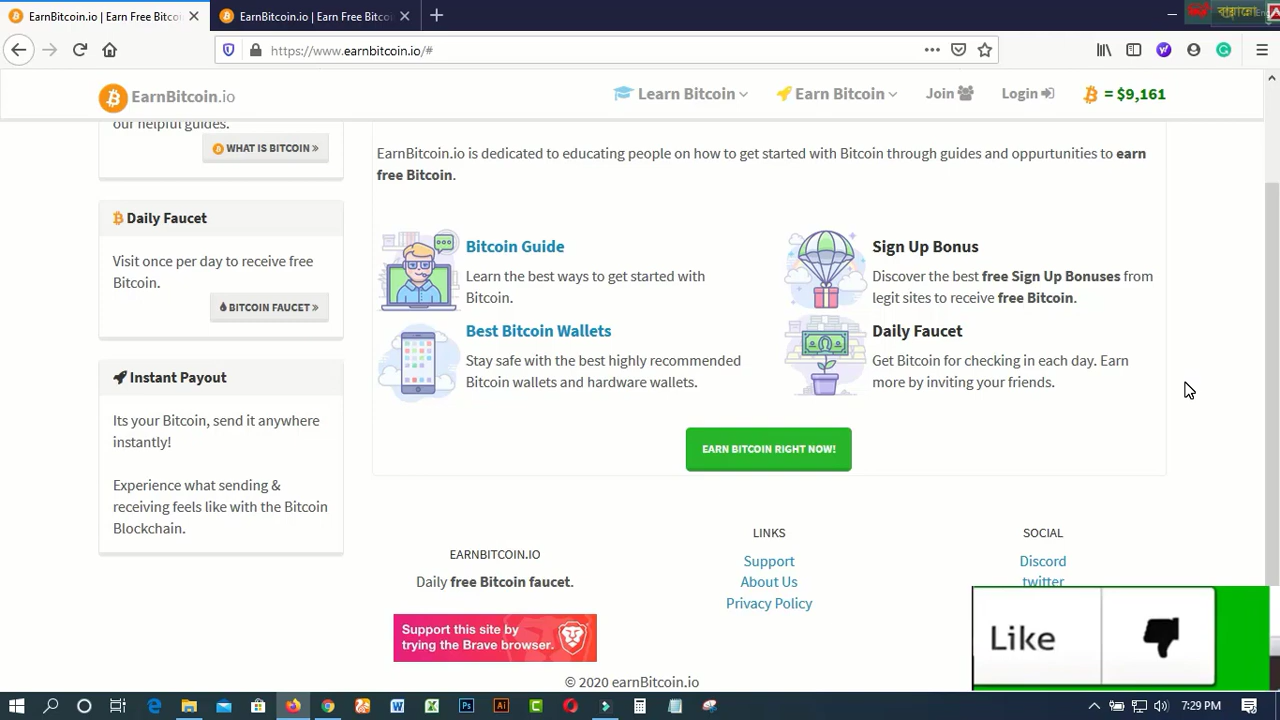 EarnBitcoin.io | Earn Free Bitco
EarnBitcoin.io | Earn Free Bitcoin
https://www.earnbitcoin.io/#
EarnBitcoin.io
Learn Bitcoin
Earn Bitcoin
Join
Login
= $9,161
our helpful guides.
WHAT IS BITCOIN »
Daily Faucet
Visit once per day to receive free
Bitcoin.
BITCOIN FAUCET »
Instant Payout
Its your Bitcoin, send it anywhere
instantly!
Experience what sending &
receiving feels like with the Bitcoin
Blockchain.
EarnBitcoin.io is dedicated to educating people on how to get started with Bitcoin through guides and oppurtunities to earn
free Bitcoin.
Bitcoin Guide
Learn the best ways to get started with
Bitcoin.
Sign Up Bonus
Discover the best free Sign Up Bonuses from
legit sites to receive free Bitcoin.
Best Bitcoin Wallets
Stay safe with the best highly recommended
Bitcoin wallets and hardware wallets.
Daily Faucet
Get Bitcoin for checking in each day. Earn
more by inviting your friends.
EARN BITCOIN RIGHT NOW!
EARNBITCOIN.IO
Daily free Bitcoin faucet.
Support this site by
trying the Brave browser.
LINKS
Support
About Us
Privacy Policy
SOCIAL
Discord
twitter
Like
© 2020 earnBitcoin.io
7:29 PM